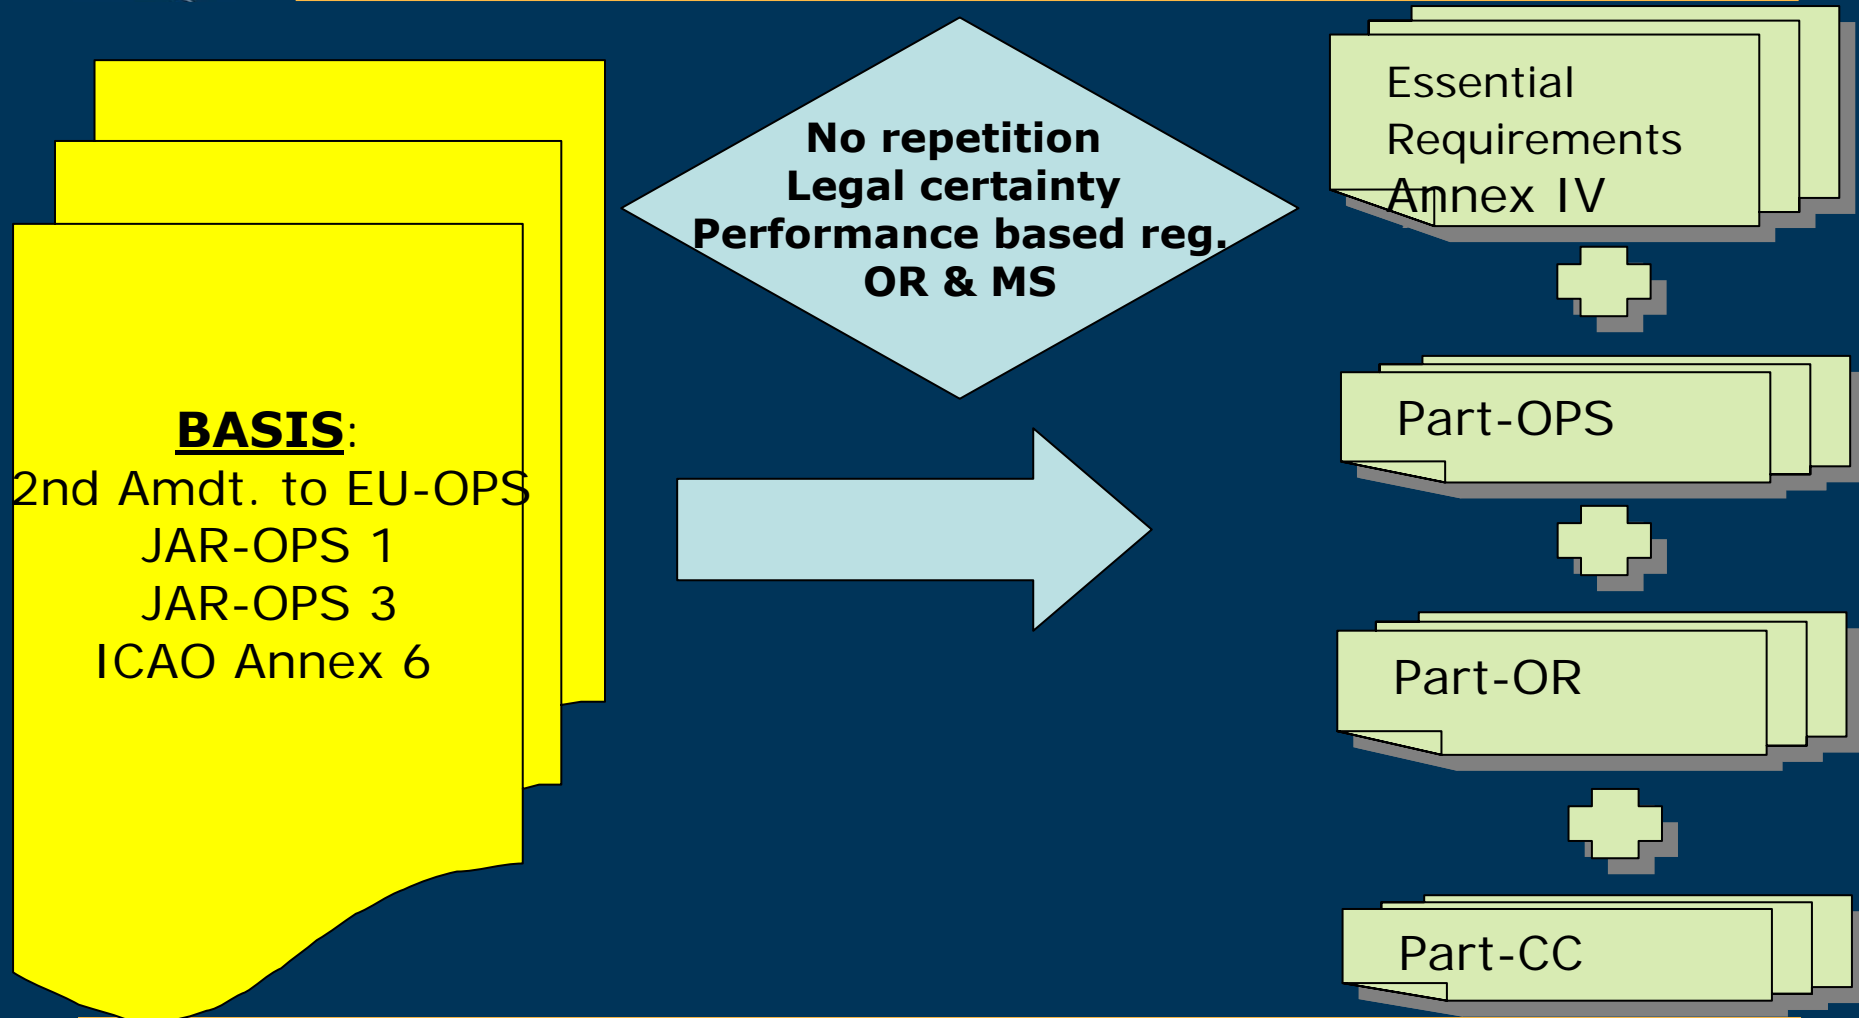 BASIS:
2nd Amdt. to EU-OPS
JAR-OPS 1
JAR-OPS 3
ICAO Annex 6
No repetition
Legal certainty
Performance based reg.
OR & MS
Essential
Requirements
Annex IV
Part-OPS
Part-OR
Part-CC